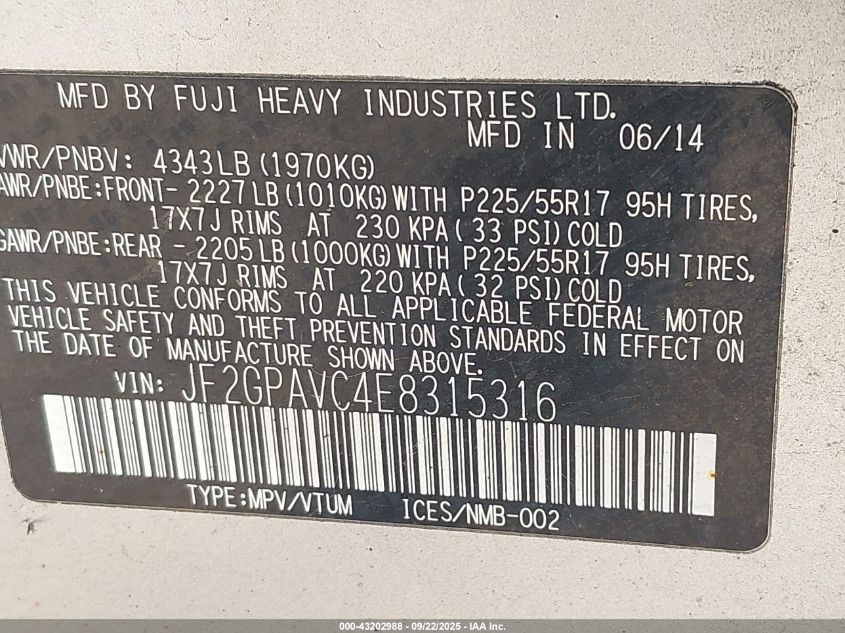 MFD BY FUJI HEAVY INDUSTRIES LTD.
MFD IN 06/14
VWR/PNBV: 4343LB (1970KG)
AWR/PNBE:FRONT- 2227LB (1010KG) WITH P225/55R17 95H TIRES,
17X7J RIMS AT 230 KPA ( 33 PSI) COLD
GAWR/PNBE:REAR - 2205LB (1000KG) WITH P225/55R17 95H TIRES,
17X7J RIMS AT 220 KPA ( 32 PSI) COLD
THIS VEHICLE CONFORMS TO ALL APPLICABLE FEDERAL MOTOR
VEHICLE SAFETY AND THEFT PREVENTION STANDARDS IN EFFECT ON
THE DATE OF MANUFACTURE SHOWN ABOVE.
VIN: JF2GPAVC4E8315316
TYPE:MPV/VTUM ICES/NMB-002
000-43202988 - 09/22/2025 - IAA Inc.